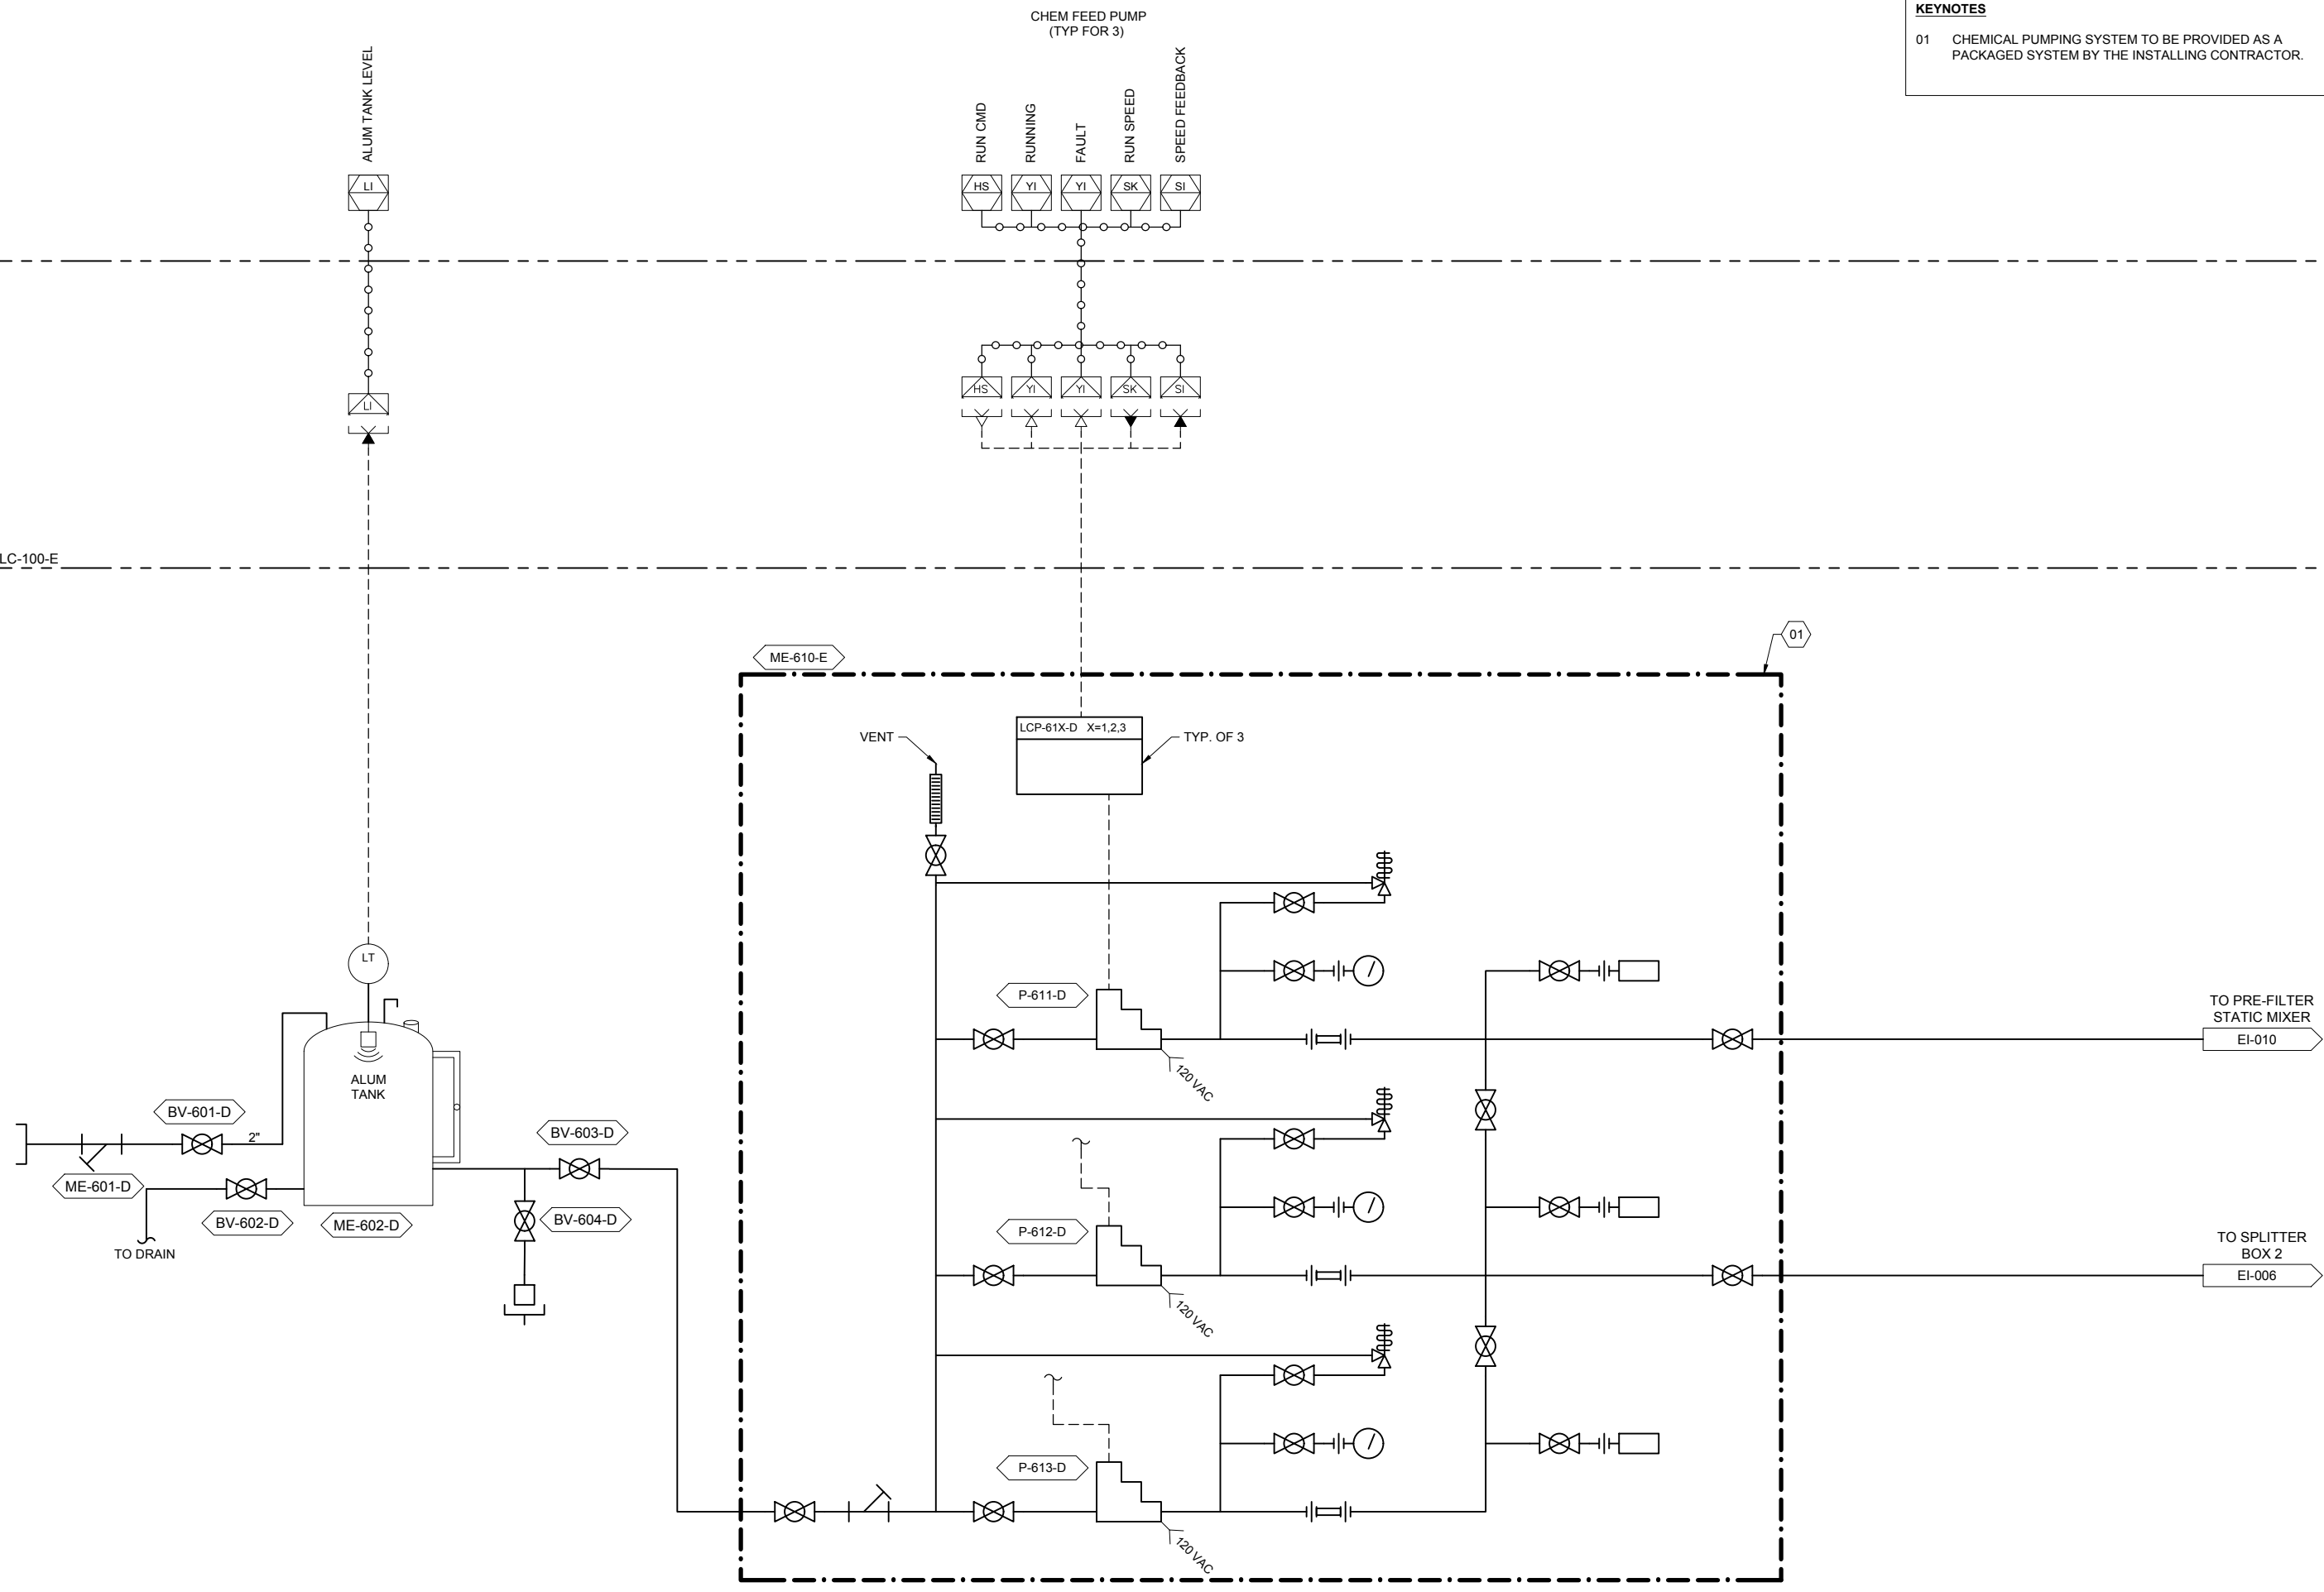 CHEM FEED PUMP
(TYP FOR 3)
KEYNOTES
01 CHEMICAL PUMPING SYSTEM TO BE PROVIDED AS A
PACKAGED SYSTEM BY THE INSTALLING CONTRACTOR.
ALUM TANK LEVEL
RUN CMD
RUNNING
FAULT
RUN SPEED
SPEED FEEDBACK
LI
HS
YI
YI
SK
SI
HS
YI
YI
SK
SI
LI
LC-100-E
01
ME-610-E
LCP-61X-D X=1,2,3
VENT
TYP. OF 3
LT
P-611-D
120 VAC
TO PRE-FILTER
STATIC MIXER
EI-010
ALUM
TANK
BV-601-D
2"
BV-603-D
ME-601-D
BV-602-D
ME-602-D
BV-604-D
TO DRAIN
P-612-D
120 VAC
TO SPLITTER
BOX 2
EI-006
P-613-D
120 VAC